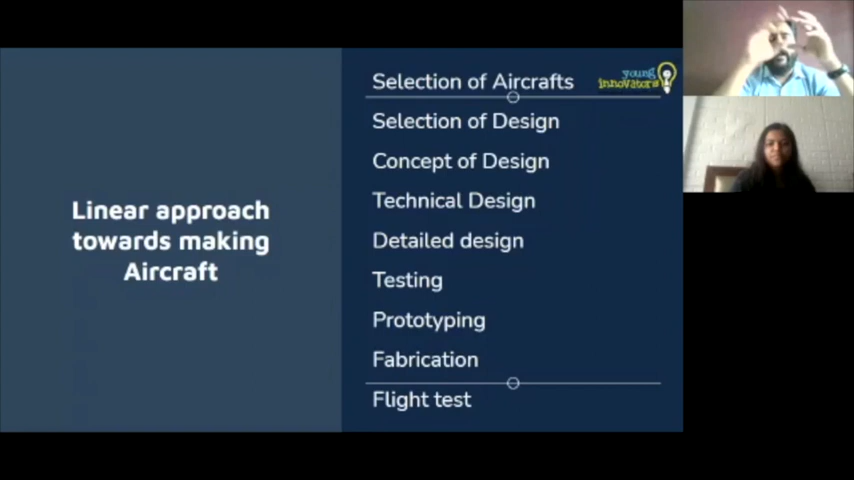 Linear approach
towards making
Aircraft
Selection of Aircrafts
young
innovators
Selection of Design
Concept of Design
Technical Design
Detailed design
Testing
Prototyping
Fabrication
Flight test